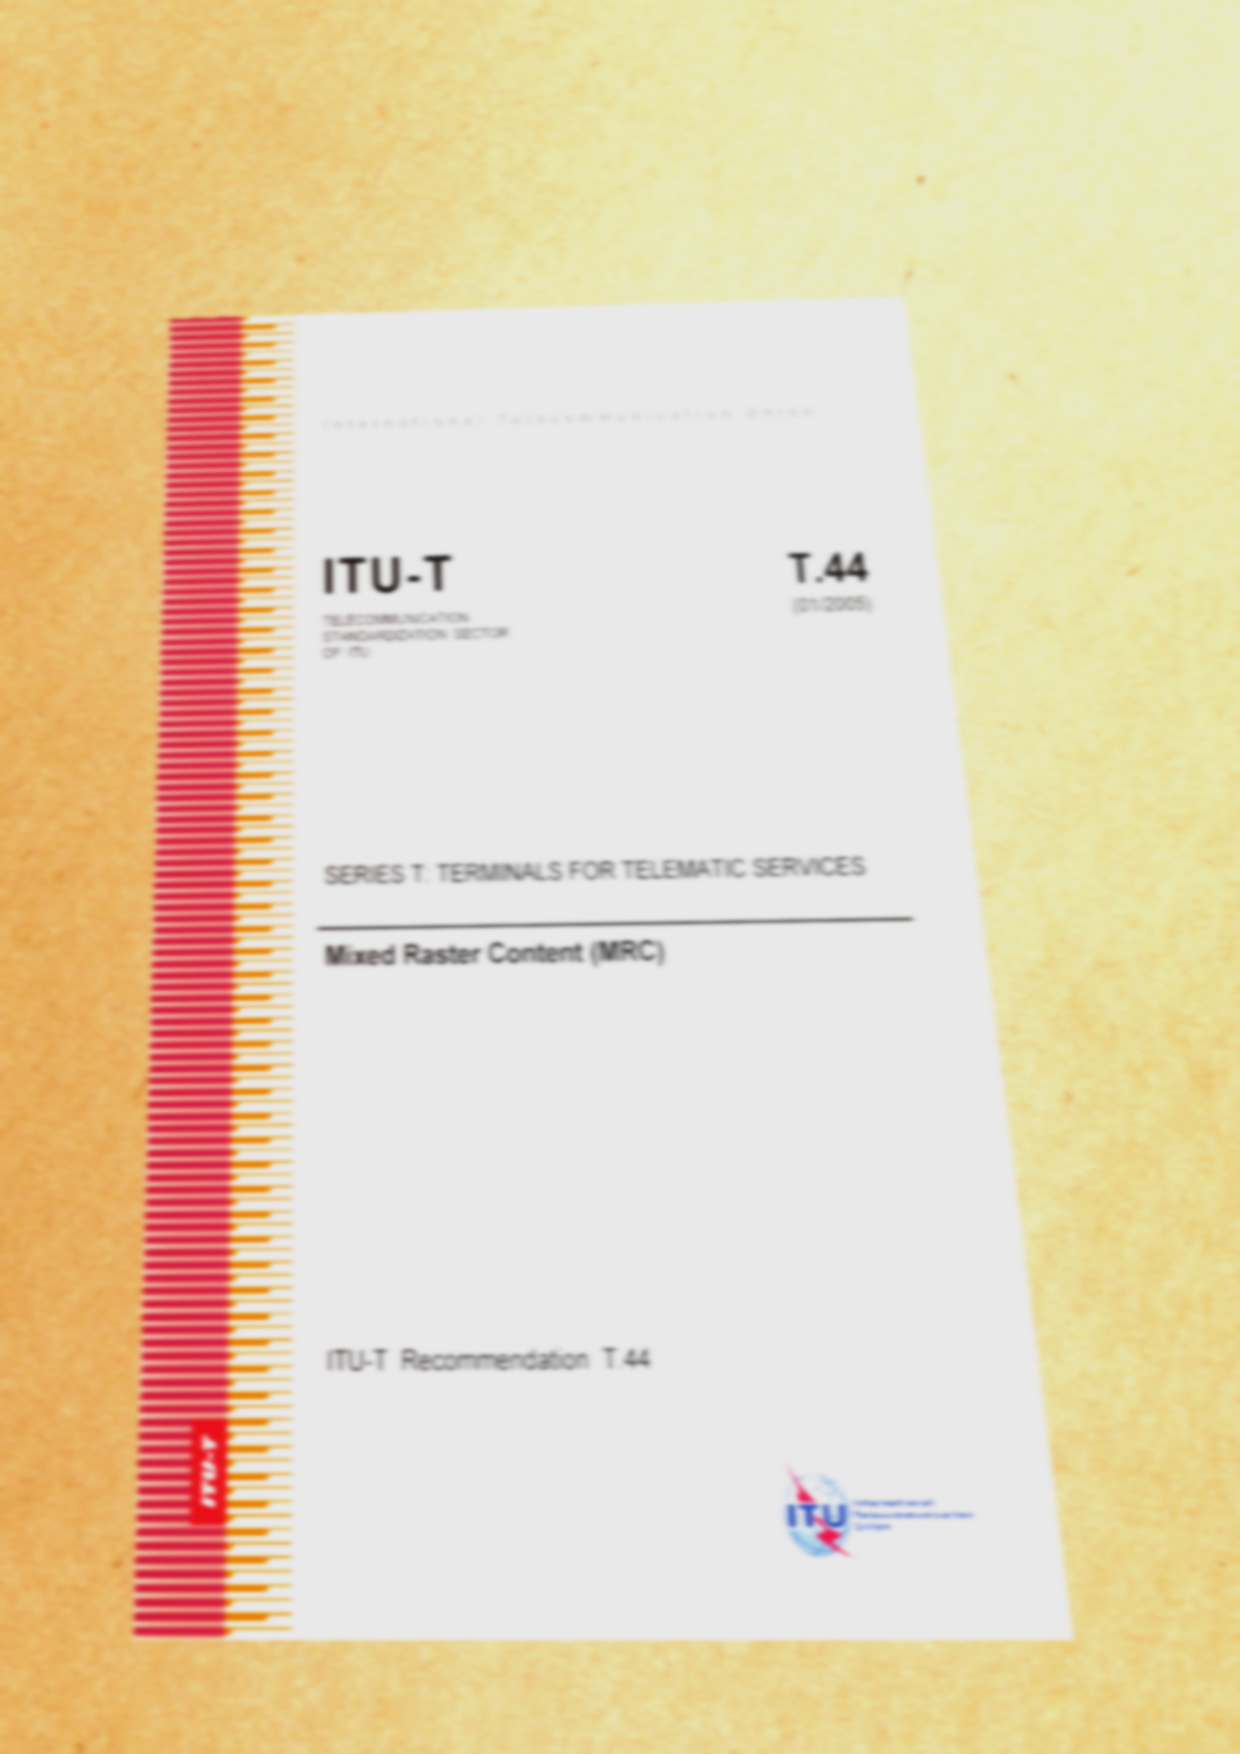 International Telecommunication Union
ITU-T
T.44
(01/2005)
TELECOMMUNICATION
STANDARDIZATION SECTOR
OF ITU
SERIES T: TERMINALS FOR TELEMATIC SERVICES
Mixed Raster Content (MRC)
ITU-T Recommendation T.44
ITU-T
ITU
International
Telecommunication
Union